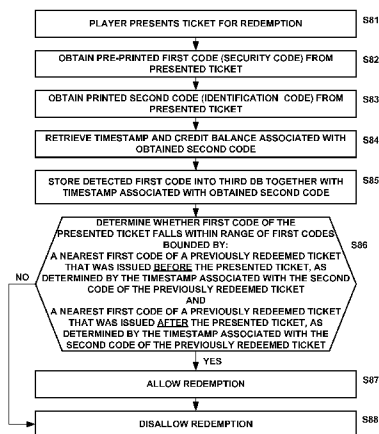 PLAYER PRESENTS TICKET FOR REDEMPTION
S81
OBTAIN PRE-PRINTED FIRST CODE (SECURITY CODE) FROM
PRESENTED TICKET
S82
OBTAIN PRINTED SECOND CODE (IDENTIFICATION CODE) FROM
PRESENTED TICKET
S83
RETRIEVE TIMESTAMP AND CREDIT BALANCE ASSOCIATED WITH
OBTAINED SECOND CODE
S84
STORE DETECTED FIRST CODE INTO THIRD DB TOGETHER WITH
TIMESTAMP ASSOCIATED WITH OBTAINED SECOND CODE
S85
DETERMINE WHETHER FIRST CODE OF THE
PRESENTED TICKET FALLS WITHIN RANGE OF FIRST CODES
BOUNDED BY:
A NEAREST FIRST CODE OF A PREVIOUSLY REDEEMED TICKET
THAT WAS ISSUED BEFORE THE PRESENTED TICKET, AS
DETERMINED BY THE TIMESTAMP ASSOCIATED WITH THE SECOND
CODE OF THE PREVIOUSLY REDEEMED TICKET
AND
A NEAREST FIRST CODE OF A PREVIOUSLY REDEEMED TICKET
THAT WAS ISSUED AFTER THE PRESENTED TICKET, AS
DETERMINED BY THE TIMESTAMP ASSOCIATED WITH THE
SECOND CODE OF THE PREVIOUSLY REDEEMED TICKET
S86
NO
YES
ALLOW REDEMPTION
S87
DISALLOW REDEMPTION
S88